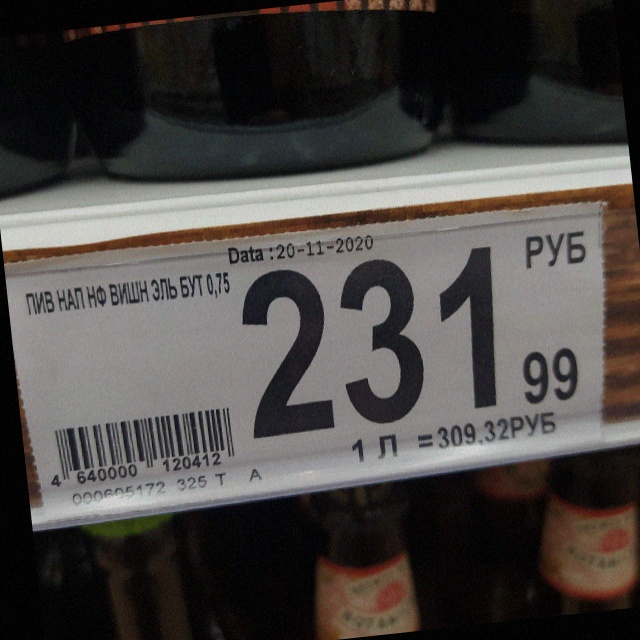 Data : 20-11-2020
ПИВ НАП НФ ВИШН ЭЛЬ БУТ 0,75
231 99 РУБ
1 Л = 309.32РУБ
4 640000 120412
000605172 325 Т А